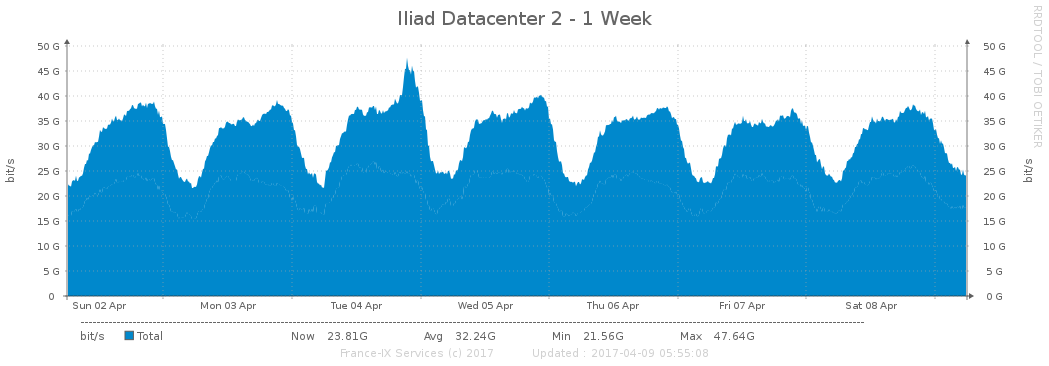 Iliad Datacenter 2 - 1 Week
RRDTOOL / TOBI OETIKER
bit/s
50 G 50 G
45 G 45 G
40 G 40 G
35 G 35 G
30 G 30 G
25 G 25 G
20 G 20 G
15 G 15 G
10 G 10 G
5 G 5 G
0 0 G
bit/s
Sun 02 Apr Mon 03 Apr Tue 04 Apr Wed 05 Apr Thu 06 Apr Fri 07 Apr Sat 08 Apr
bit/s Total Now 23.81G Avg 32.24G Min 21.56G Max 47.64G
France-IX Services (c) 2017 Updated : 2017-04-09 05:55:08